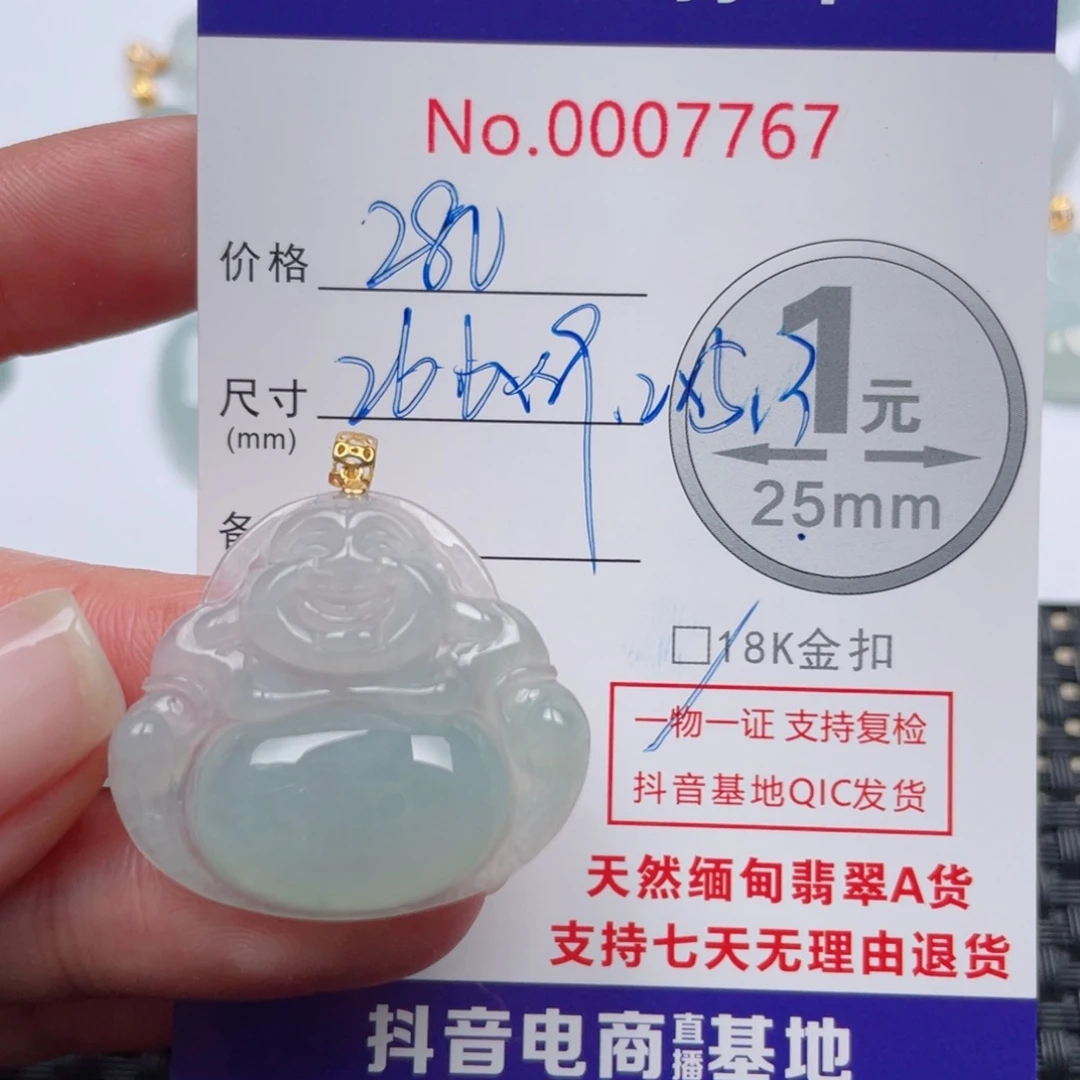 No.0007767
价格 280
尺寸
(mm)
1元
25mm
□18K金扣
一物一证 支持复检
抖音基地QIC发货
天然缅甸翡翠A货
支持七天无理由退货
抖音电商直播基地